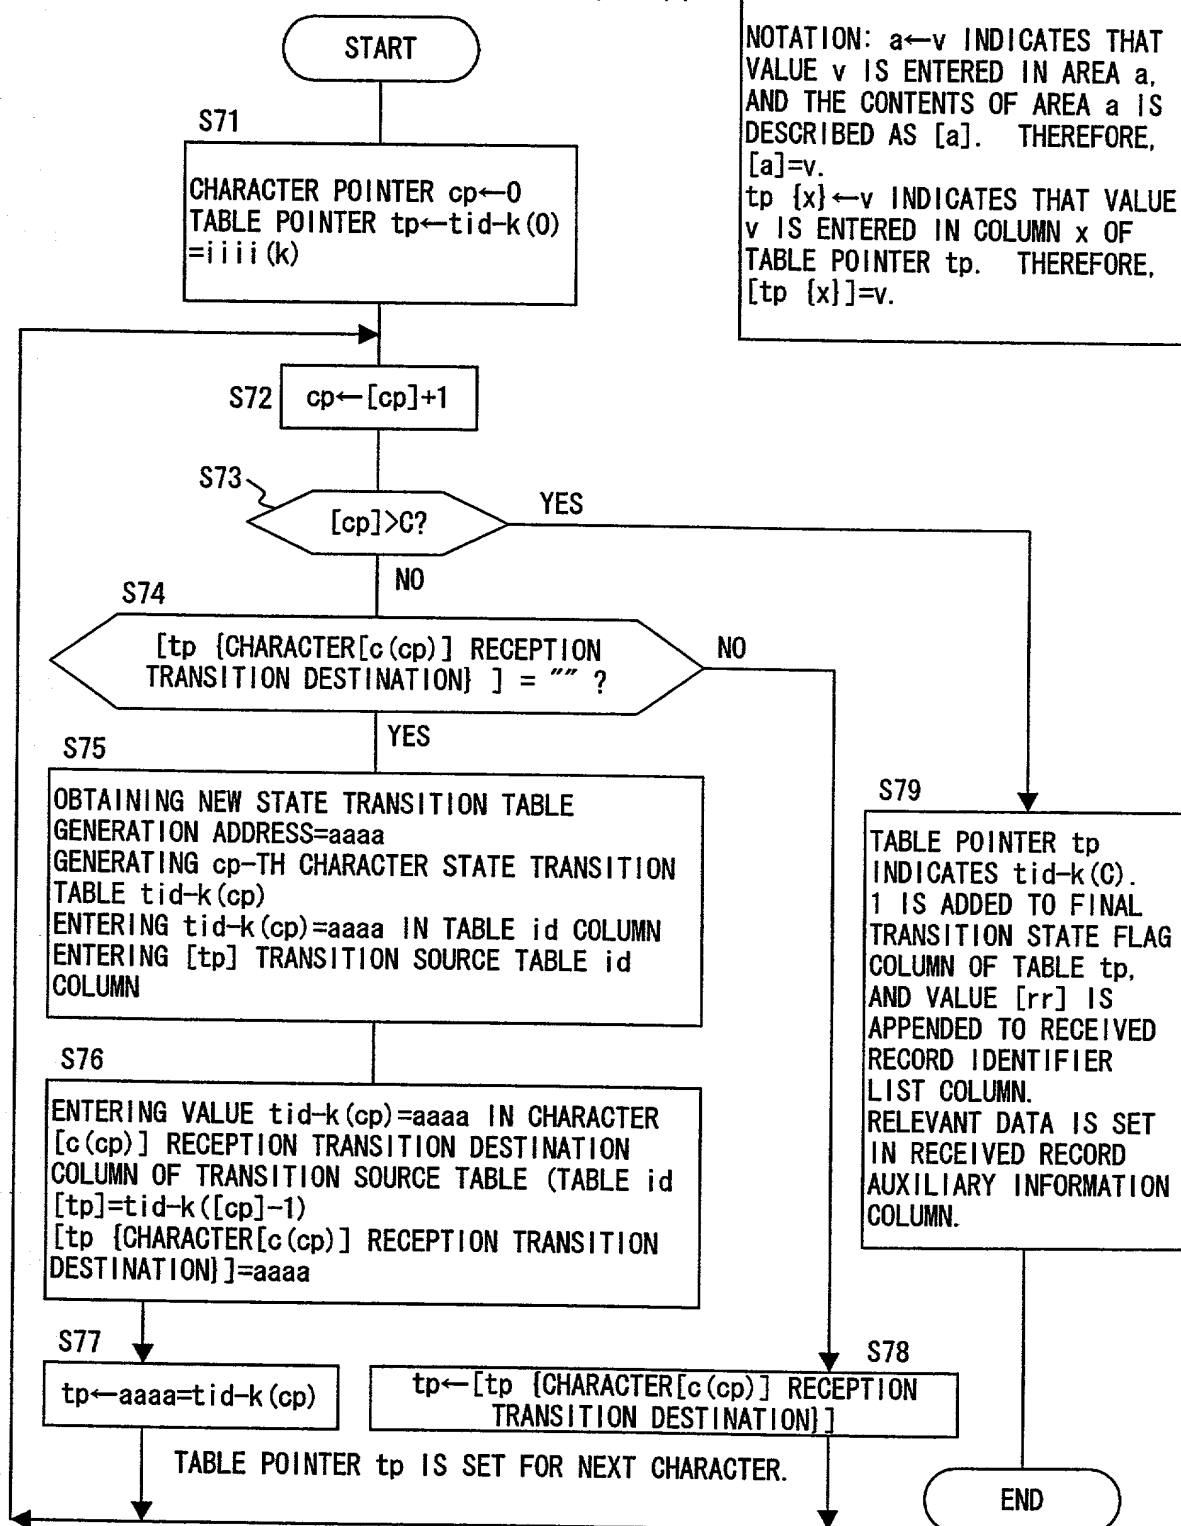 START
NOTATION: a←v INDICATES THAT
VALUE v IS ENTERED IN AREA a,
AND THE CONTENTS OF AREA a IS
DESCRIBED AS [a]. THEREFORE,
[a]=v.
tp {x}←v INDICATES THAT VALUE
v IS ENTERED IN COLUMN x OF
TABLE POINTER tp. THEREFORE,
[tp {x}]=v.
S71
CHARACTER POINTER cp←0
TABLE POINTER tp←tid-k(0)
=iiii(k)
S72
cp←[cp]+1
S73
[cp]>C?
YES
NO
S74
[tp {CHARACTER[c(cp)] RECEPTION
TRANSITION DESTINATION} ] = "" ?
NO
YES
S75
OBTAINING NEW STATE TRANSITION TABLE
GENERATION ADDRESS=aaaa
GENERATING cp-TH CHARACTER STATE TRANSITION
TABLE tid-k(cp)
ENTERING tid-k(cp)=aaaa IN TABLE id COLUMN
ENTERING [tp] TRANSITION SOURCE TABLE id
COLUMN
S76
ENTERING VALUE tid-k(cp)=aaaa IN CHARACTER
[c(cp)] RECEPTION TRANSITION DESTINATION
COLUMN OF TRANSITION SOURCE TABLE (TABLE id
[tp]=tid-k([cp]-1)
[tp {CHARACTER[c(cp)] RECEPTION TRANSITION
DESTINATION}]=aaaa
S77
tp←aaaa=tid-k(cp)
S78
tp←[tp {CHARACTER[c(cp)] RECEPTION
TRANSITION DESTINATION}]
TABLE POINTER tp IS SET FOR NEXT CHARACTER.
S79
TABLE POINTER tp
INDICATES tid-k(C).
1 IS ADDED TO FINAL
TRANSITION STATE FLAG
COLUMN OF TABLE tp,
AND VALUE [rr] IS
APPENDED TO RECEIVED
RECORD IDENTIFIER
LIST COLUMN.
RELEVANT DATA IS SET
IN RECEIVED RECORD
AUXILIARY INFORMATION
COLUMN.
END